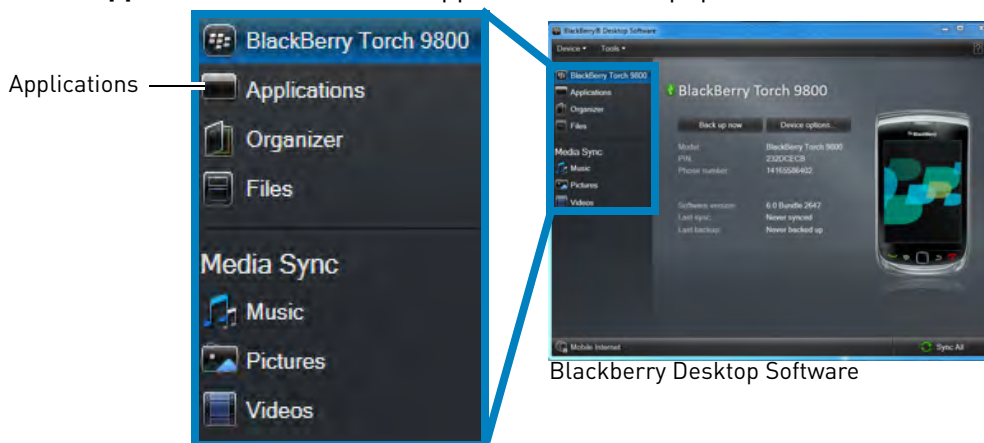 BlackBerry Torch 9800
Applications
Applications
Organizer
Files
Media Sync
Music
Pictures
Videos
BlackBerry® Desktop Software
Device
Tools
BlackBerry Torch 9800
Applications
Organizer
Files
Media Sync
Music
Pictures
Videos
BlackBerry Torch 9800
Back up now
Device options...
Model: BlackBerry Torch 9800
PIN: 232DCECB
Phone number: 14165586402
Software version: 6.0 Bundle 2647
Last sync: Never synced
Last backup: Never backed up
Mobile Internet
Sync All
Blackberry Desktop Software